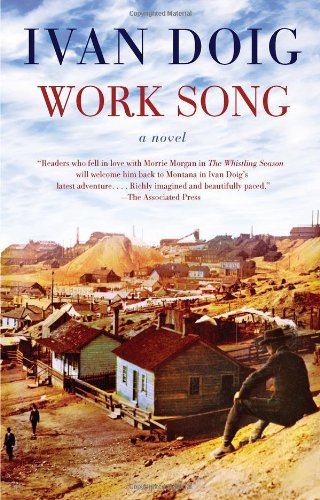 IVAN DOIG
WORK SONG
a novel
“Readers who fell in love with Morrie Morgan in The Whistling Season
will welcome him back to Montana in Ivan Doig’s
latest adventure. . . . Richly imagined and beautifully paced.”
—The Associated Press